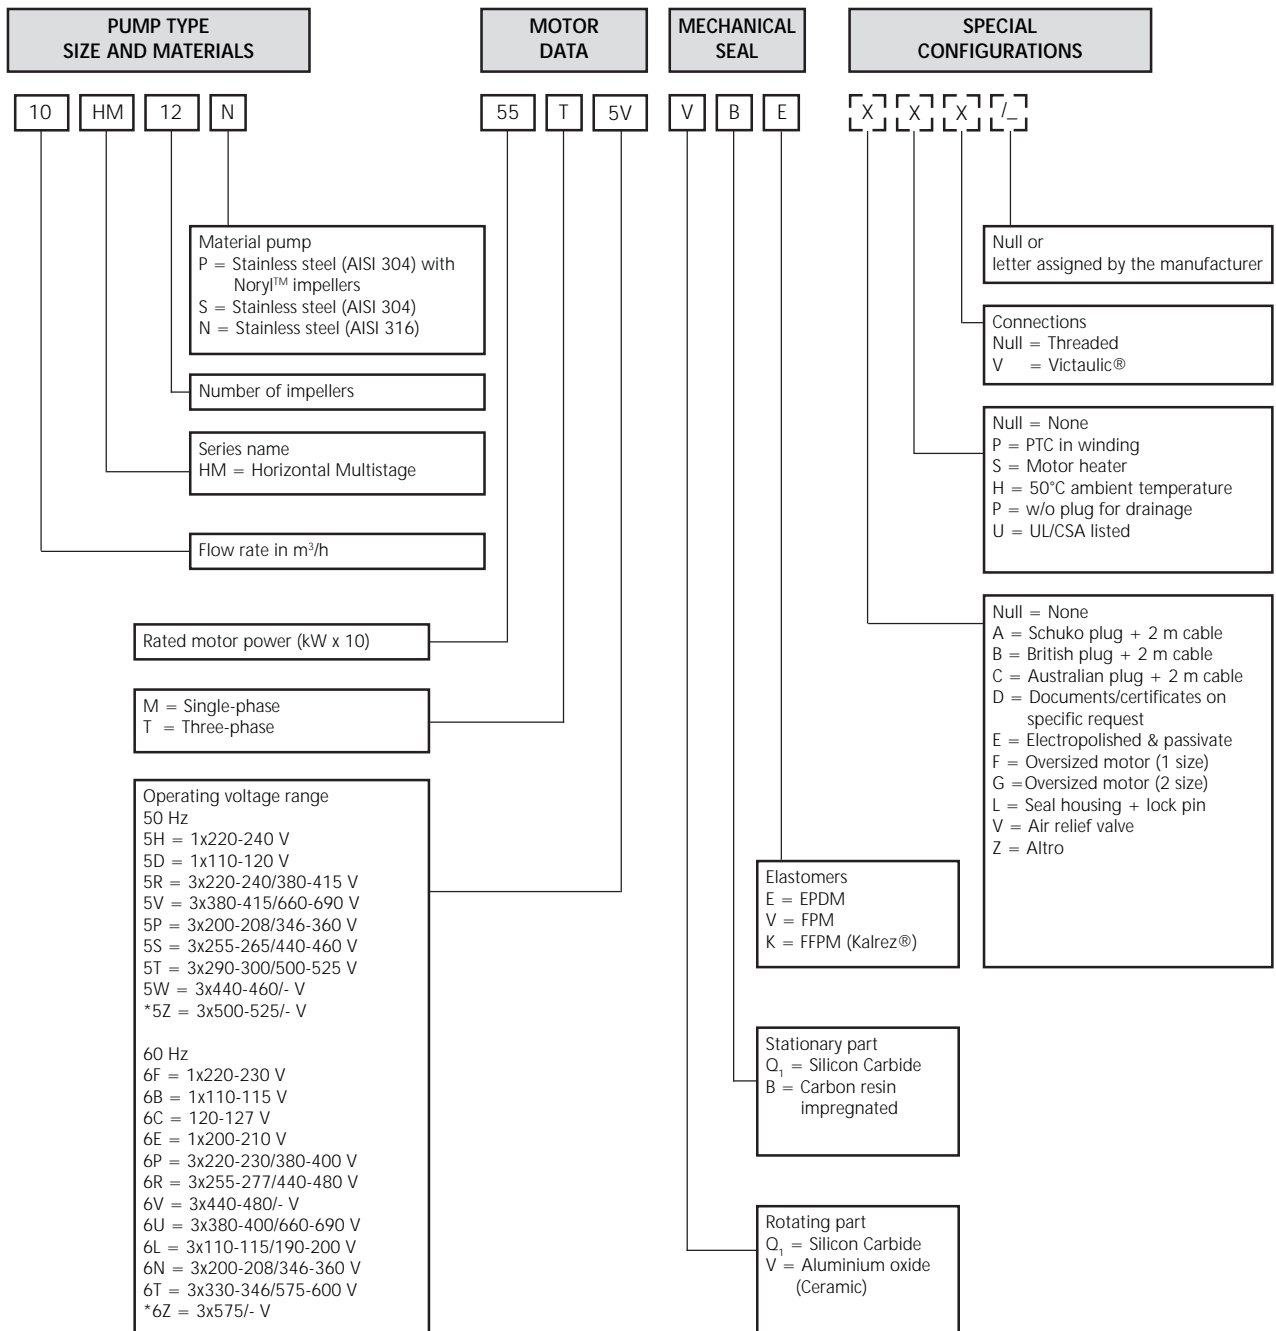 PUMP TYPE
SIZE AND MATERIALS
MOTOR
DATA
MECHANICAL
SEAL
SPECIAL
CONFIGURATIONS
10 HM 12 N 55 T 5V V B E X X X /_
Material pump
P = Stainless steel (AISI 304) with
Noryl™ impellers
S = Stainless steel (AISI 304)
N = Stainless steel (AISI 316)
Number of impellers
Series name
HM = Horizontal Multistage
Flow rate in m³/h
Rated motor power (kW x 10)
M = Single-phase
T = Three-phase
Operating voltage range
50 Hz
5H = 1x220-240 V
5D = 1x110-120 V
5R = 3x220-240/380-415 V
5V = 3x380-415/660-690 V
5P = 3x200-208/346-360 V
5S = 3x255-265/440-460 V
5T = 3x290-300/500-525 V
5W = 3x440-460/- V
*5Z = 3x500-525/- V
60 Hz
6F = 1x220-230 V
6B = 1x110-115 V
6C = 120-127 V
6E = 1x200-210 V
6P = 3x220-230/380-400 V
6R = 3x255-277/440-480 V
6V = 3x440-480/- V
6U = 3x380-400/660-690 V
6L = 3x110-115/190-200 V
6N = 3x200-208/346-360 V
6T = 3x330-346/575-600 V
*6Z = 3x575/- V
Null or
letter assigned by the manufacturer
Connections
Null = Threaded
V = Victaulic®
Null = None
P = PTC in winding
S = Motor heater
H = 50°C ambient temperature
P = w/o plug for drainage
U = UL/CSA listed
Null = None
A = Schuko plug + 2 m cable
B = British plug + 2 m cable
C = Australian plug + 2 m cable
D = Documents/certificates on
specific request
E = Electropolished & passivate
F = Oversized motor (1 size)
G =Oversized motor (2 size)
L = Seal housing + lock pin
V = Air relief valve
Z = Altro
Elastomers
E = EPDM
V = FPM
K = FFPM (Kalrez®)
Stationary part
Q₁ = Silicon Carbide
B = Carbon resin
impregnated
Rotating part
Q₁ = Silicon Carbide
V = Aluminium oxide
(Ceramic)